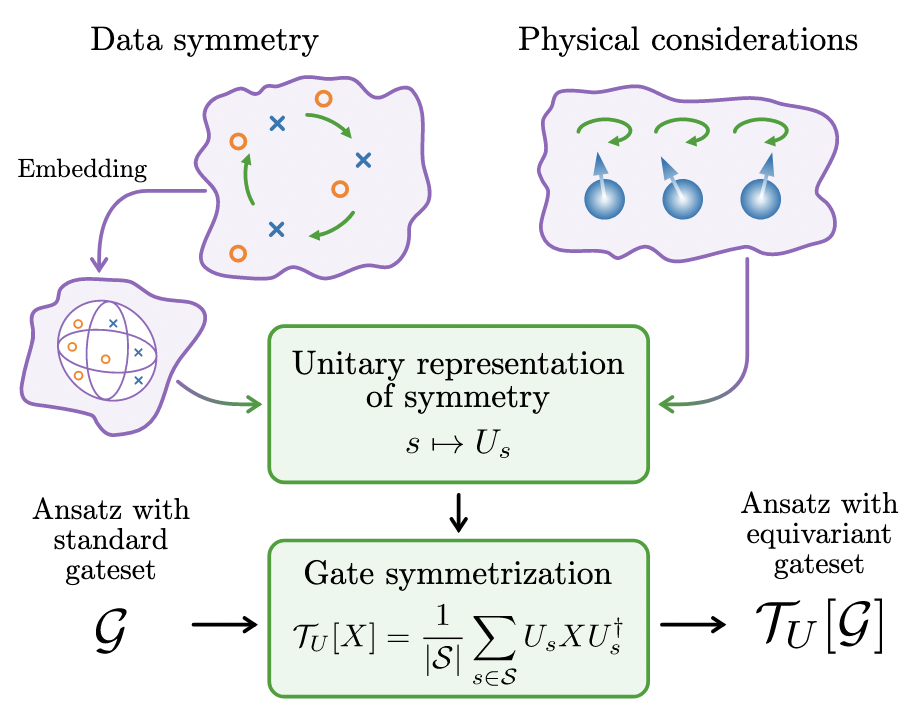 Data symmetry
Physical considerations
Embedding
Unitary representation
of symmetry
s ↦ U_s
Ansatz with
standard
gateset
𝒢
Gate symmetrization
𝒯_U[X] = 1/|𝒮| ∑_{s∈𝒮} U_s X U_s^†
Ansatz with
equivariant
gateset
𝒯_U[𝒢]